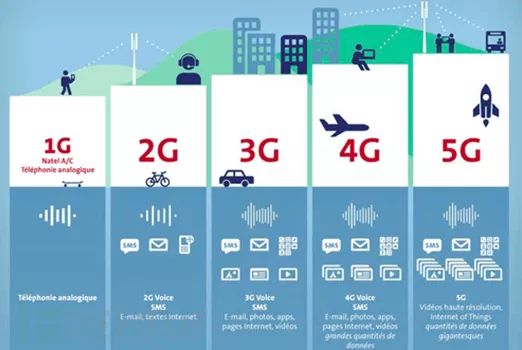 1G
Natel A/C
Téléphonie analogique
2G
3G
4G
5G
SMS
SMS
SMS
SMS
Téléphonie analogique
2G Voice
SMS
E-mail, textes Internet
3G Voice
SMS
E-mail, photos, apps,
pages Internet, vidéos
4G Voice
SMS
E-mail, photos, apps,
pages Internet, vidéos
grandes quantités de
données
5G
Vidéos haute résolution,
Internet of Things
quantités de données
gigantesques